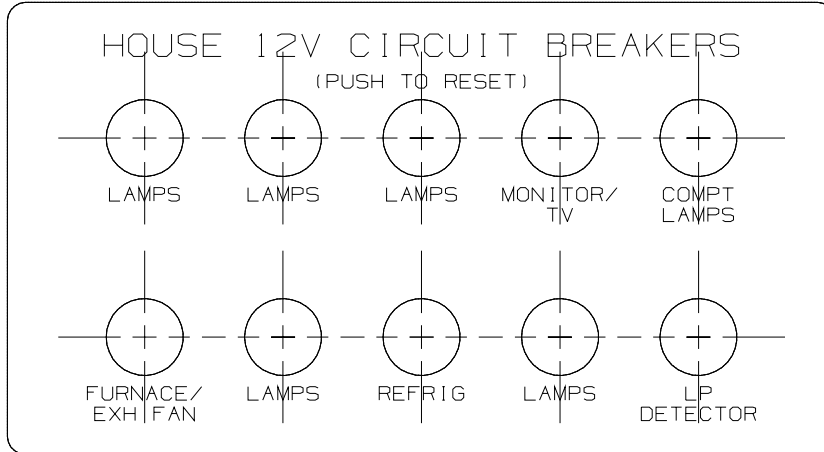 HOUSE 12V CIRCUIT BREAKERS
(PUSH TO RESET)
LAMPS LAMPS LAMPS MONITOR/ COMPT
TV LAMPS
FURNACE/ LAMPS REFRIG LAMPS LP
EXH FAN DETECTOR